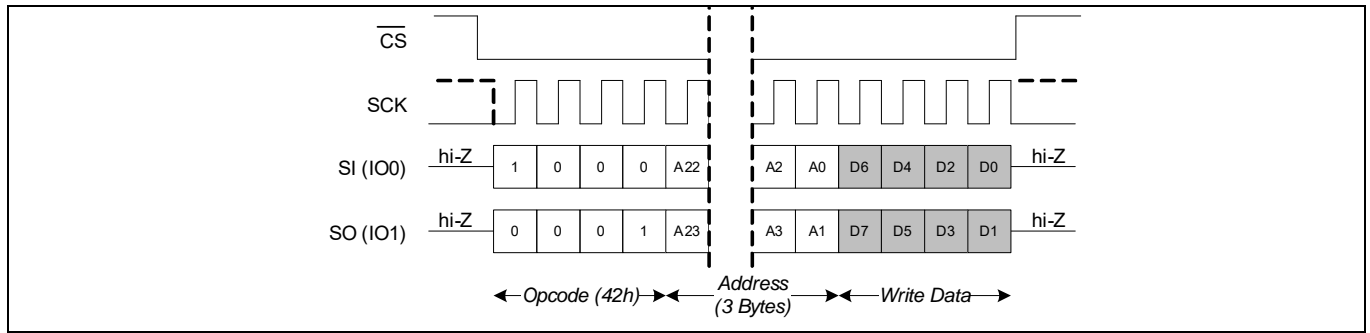 CS
SCK
SI (IO0) hi-Z 1 0 0 0 A22 A2 A0 D6 D4 D2 D0 hi-Z
SO (IO1) hi-Z 0 0 0 1 A23 A3 A1 D7 D5 D3 D1 hi-Z
Opcode (42h) Address (3 Bytes) Write Data